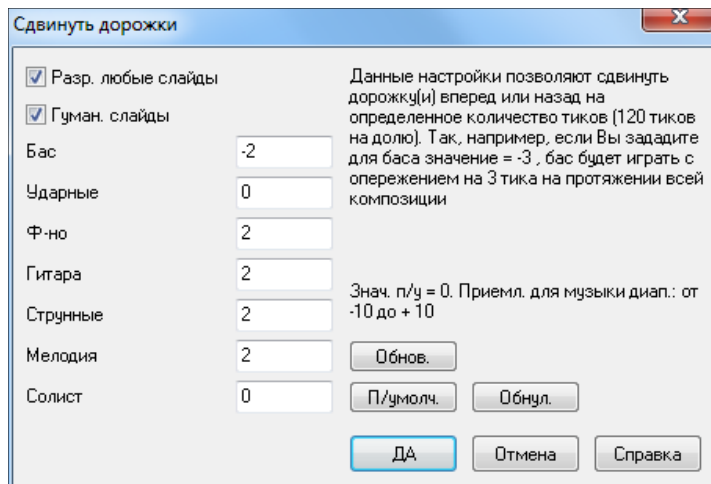 Сдвинуть дорожки
Разр. любые слайды
Гуман. слайды
Бас -2
Ударные 0
Ф-но 2
Гитара 2
Струнные 2
Мелодия 2
Солист 0
Данные настройки позволяют сдвинуть
дорожку(и) вперед или назад на
определенное количество тиков (120 тиков
на долю). Так, например, если Вы зададите
для баса значение = -3 , бас будет играть с
опережением на 3 тика на протяжении всей
композиции
Знач. п/у = 0. Приемл. для музыки диап.: от
-10 до + 10
Обнов.
П/умолч. Обнул.
ДА Отмена Справка